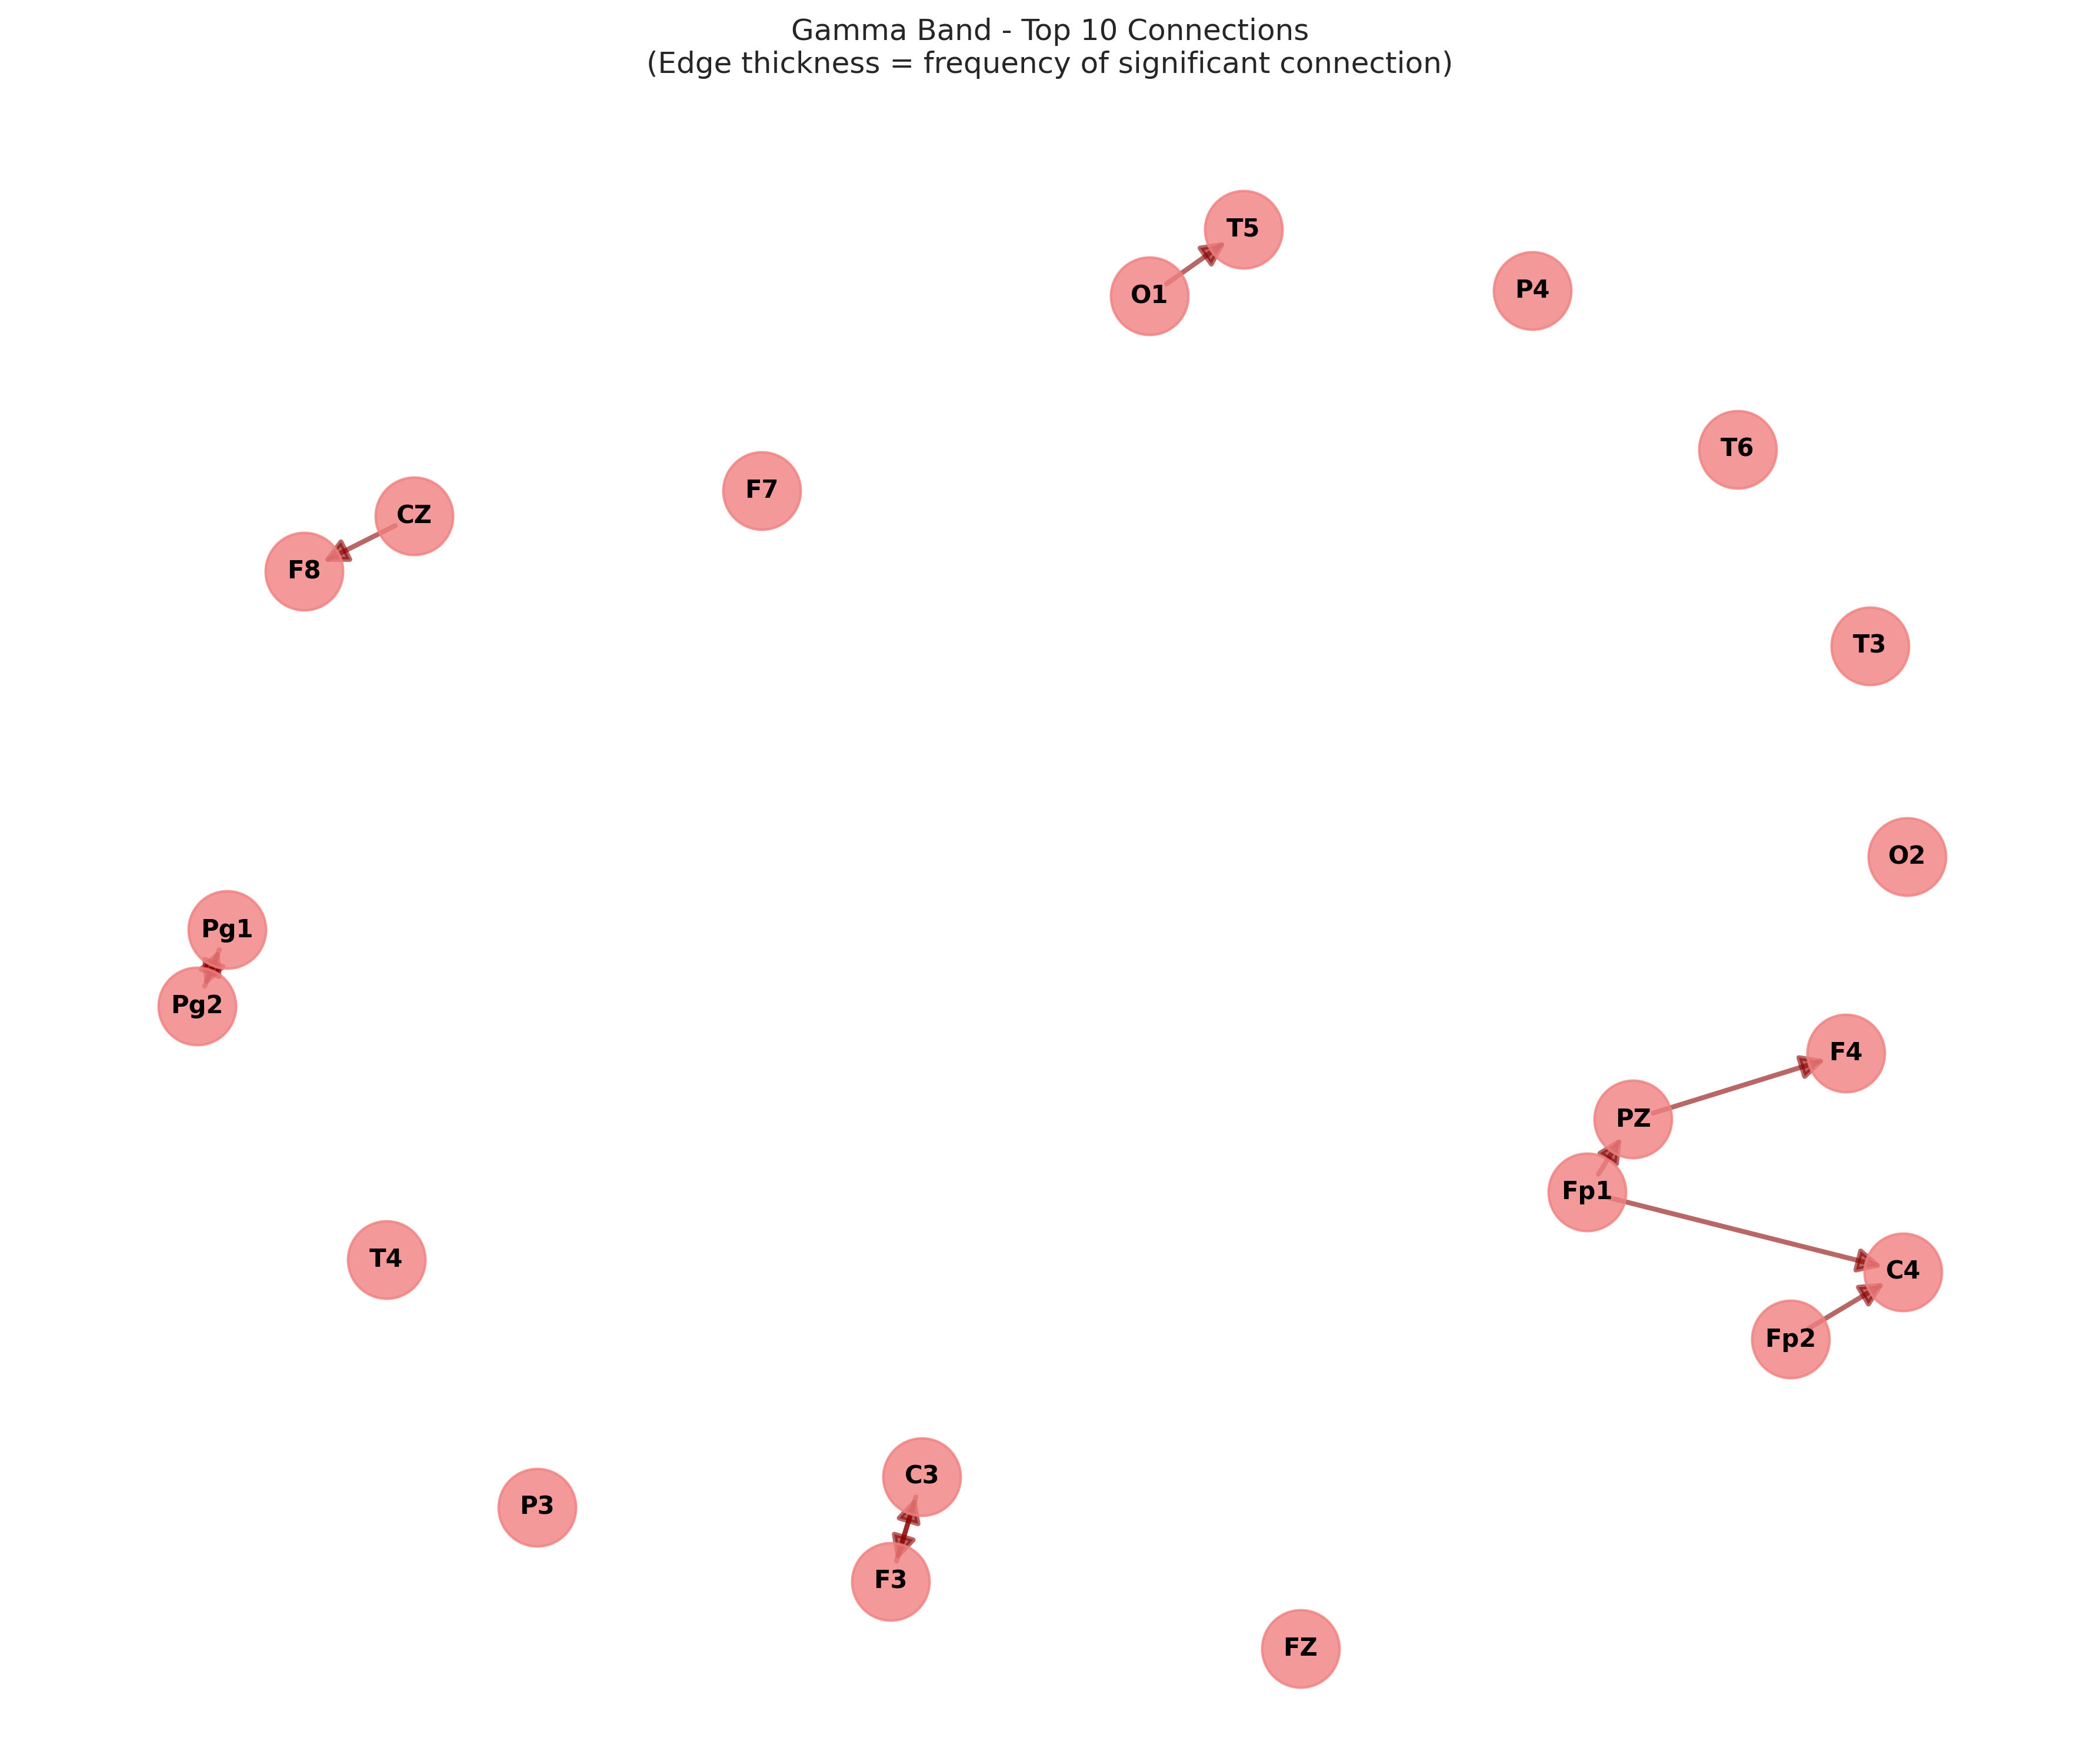 Gamma Band - Top 10 Connections
(Edge thickness = frequency of significant connection)
T5
P4
O1
T6
F7
CZ
F8
T3
O2
Pg1
Pg2
F4
PZ
Fp1
T4
C4
Fp2
C3
P3
F3
FZ